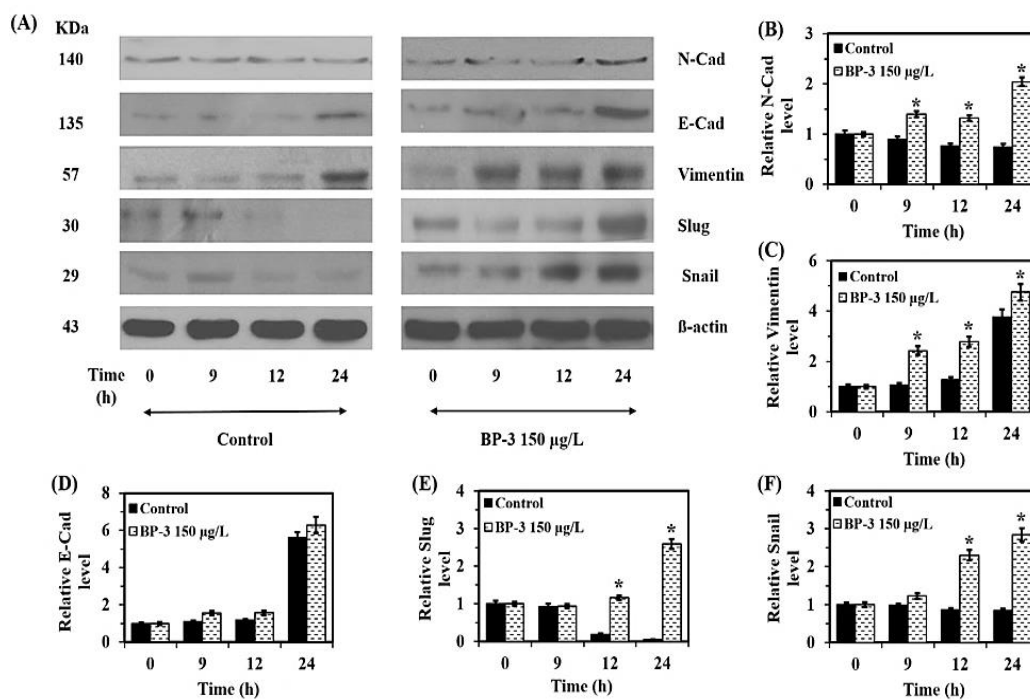 (A)
KDa
140
135
57
30
29
43
N-Cad
E-Cad
Vimentin
Slug
Snail
ß-actin
Time
(h)
0 9 12 24
0 9 12 24
Control
BP-3 150 µg/L
(B)
Relative N-Cad
level
3
2
1
0
Control
BP-3 150 µg/L
*
*
*
0 9 12 24
Time (h)
(C)
Relative Vimentin
level
6
4
2
0
Control
BP-3 150 µg/L
*
*
*
0 9 12 24
Time (h)
(D)
Relative E-Cad
level
8
6
4
2
0
Control
BP-3 150 µg/L
0 9 12 24
Time (h)
(E)
Relative Slug
level
4
3
2
1
0
Control
BP-3 150 µg/L
*
*
0 9 12 24
Time (h)
(F)
Relative Snail
level
4
3
2
1
0
Control
BP-3 150 µg/L
*
*
0 9 12 24
Time (h)